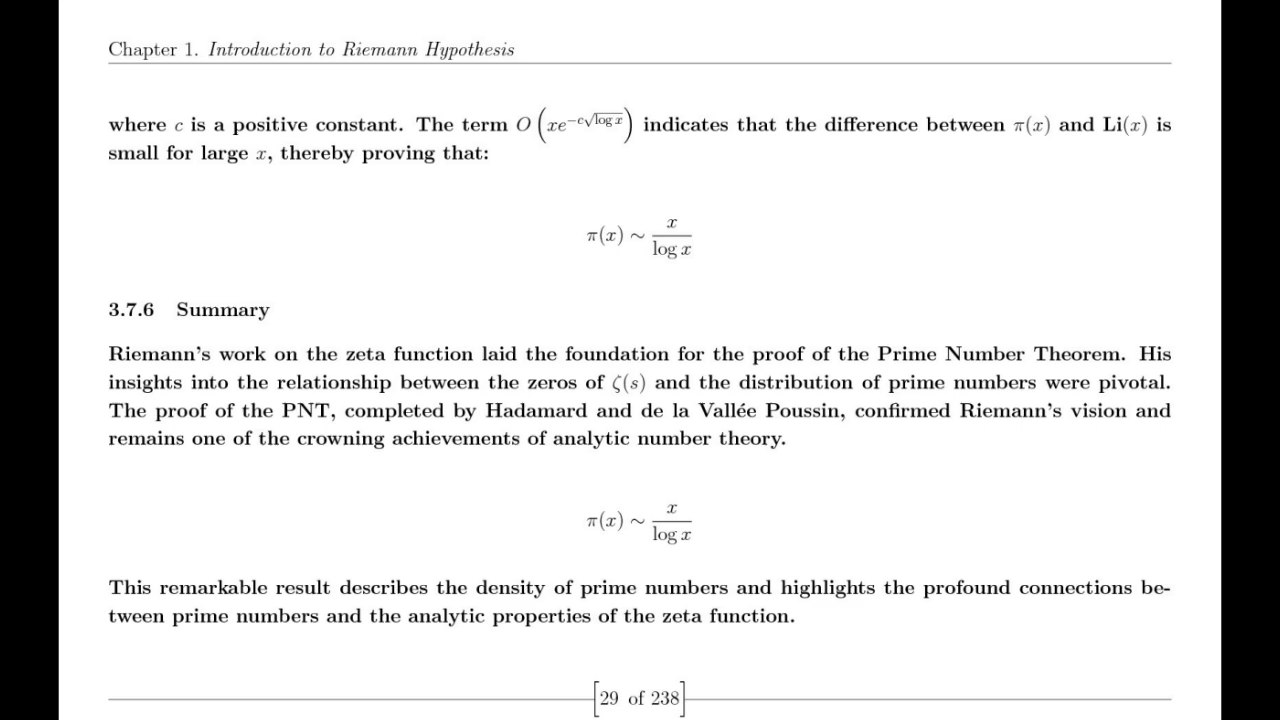 Chapter 1. Introduction to Riemann Hypothesis
where c is a positive constant. The term O(xe^{-c√(log x)}) indicates that the difference between π(x) and Li(x) is
small for large x, thereby proving that:
π(x) ∼ x / log x
3.7.6 Summary
Riemann's work on the zeta function laid the foundation for the proof of the Prime Number Theorem. His
insights into the relationship between the zeros of ζ(s) and the distribution of prime numbers were pivotal.
The proof of the PNT, completed by Hadamard and de la Vallée Poussin, confirmed Riemann's vision and
remains one of the crowning achievements of analytic number theory.
π(x) ∼ x / log x
This remarkable result describes the density of prime numbers and highlights the profound connections be-
tween prime numbers and the analytic properties of the zeta function.
[29 of 238]